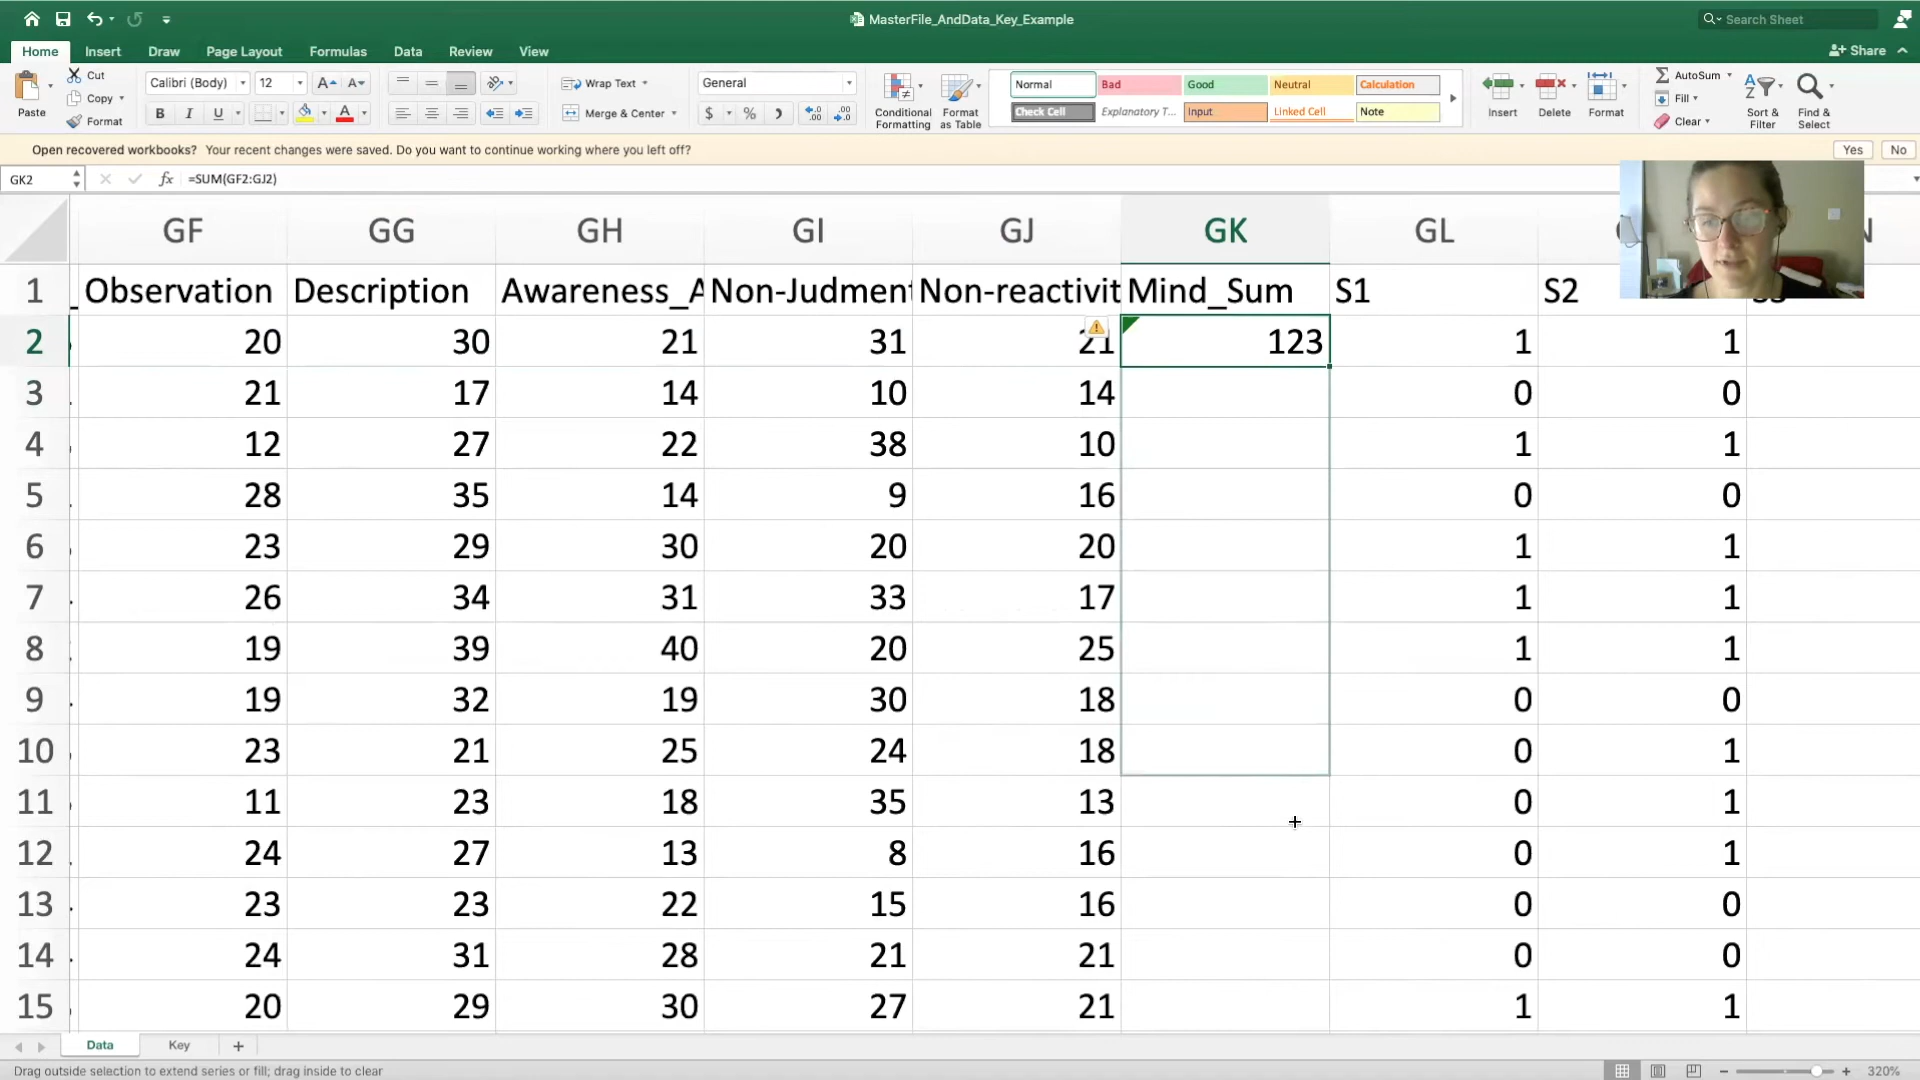 MasterFile_AndData_Key_Example
Search Sheet
Home Insert Draw Page Layout Formulas Data Review View
Share
Paste
Cut
Copy
Format
Calibri (Body) 12
B I U
Wrap Text
Merge & Center
General
$ % )
Conditional Formatting
Format as Table
Normal Bad Good Neutral Calculation
Check Cell Explanatory T... Input Linked Cell Note
Insert
Delete
Format
AutoSum
Fill
Clear
Sort & Filter
Find & Select
Open recovered workbooks? Your recent changes were saved. Do you want to continue working where you left off?
Yes No
GK2 fx =SUM(GF2:GJ2)
GF GG GH GI GJ GK GL
1 Observation Description Awareness_A Non-Judment Non-reactivit Mind_Sum S1 S2
2 20 30 21 31 21 123 1 1
3 21 17 14 10 14 0 0
4 12 27 22 38 10 1 1
5 28 35 14 9 16 0 0
6 23 29 30 20 20 1 1
7 26 34 31 33 17 1 1
8 19 39 40 20 25 1 1
9 19 32 19 30 18 0 0
10 23 21 25 24 18 0 1
11 11 23 18 35 13 0 1
12 24 27 13 8 16 0 1
13 23 23 22 15 16 0 0
14 24 31 28 21 21 0 0
15 20 29 30 27 21 1 1
Data Key +
Drag outside selection to extend series or fill; drag inside to clear
320%